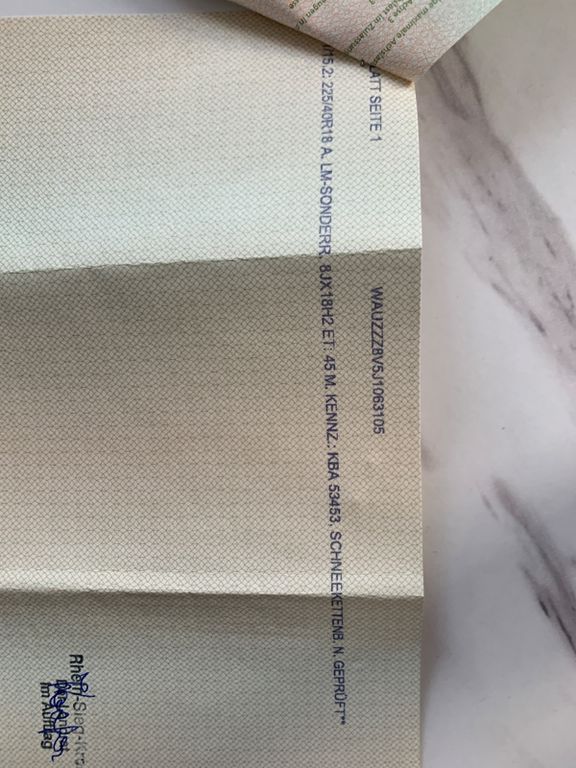 LATT SEITE 1 WAUZZZ8V5J1063105
/15.2: 225/40R18 A. LM-SONDERR. 8JX18H2 ET: 45 M. KENNZ.: KBA 53453, SCHNEEKETTENB. N. GEPRÜFT**
Rhein-Sieg-Kre
Im Auftrag